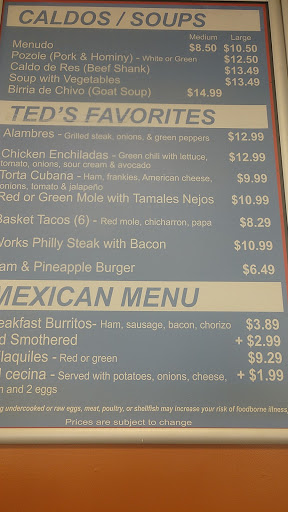 CALDOS / SOUPS
Medium Large
Menudo $8.50 $10.50
Pozole (Pork & Hominy) - White or Green $12.50
Caldo de Res (Beef Shank) $13.49
Soup with Vegetables $13.49
Birria de Chivo (Goat Soup) $14.99
TED'S FAVORITES
Alambres - Grilled steak, onions, & green peppers $12.99
Chicken Enchiladas - Green chili with lettuce, $12.99
tomato, onions, sour cream & avocado
Torta Cubana - Ham, frankies, American cheese, $9.99
onions, tomato & jalapeño
Red or Green Mole with Tamales Nejos $10.99
Basket Tacos (6) - Red mole, chicharron, papa $8.29
Works Philly Steak with Bacon $10.99
am & Pineapple Burger $6.49
MEXICAN MENU
eakfast Burritos- Ham, sausage, bacon, chorizo $3.89
d Smothered + $2.99
laquiles - Red or green $9.29
cecina - Served with potatoes, onions, cheese, + $1.99
n and 2 eggs
g undercooked or raw eggs, meat, poultry, or shellfish may increase your risk of foodborne illness,
Prices are subject to change